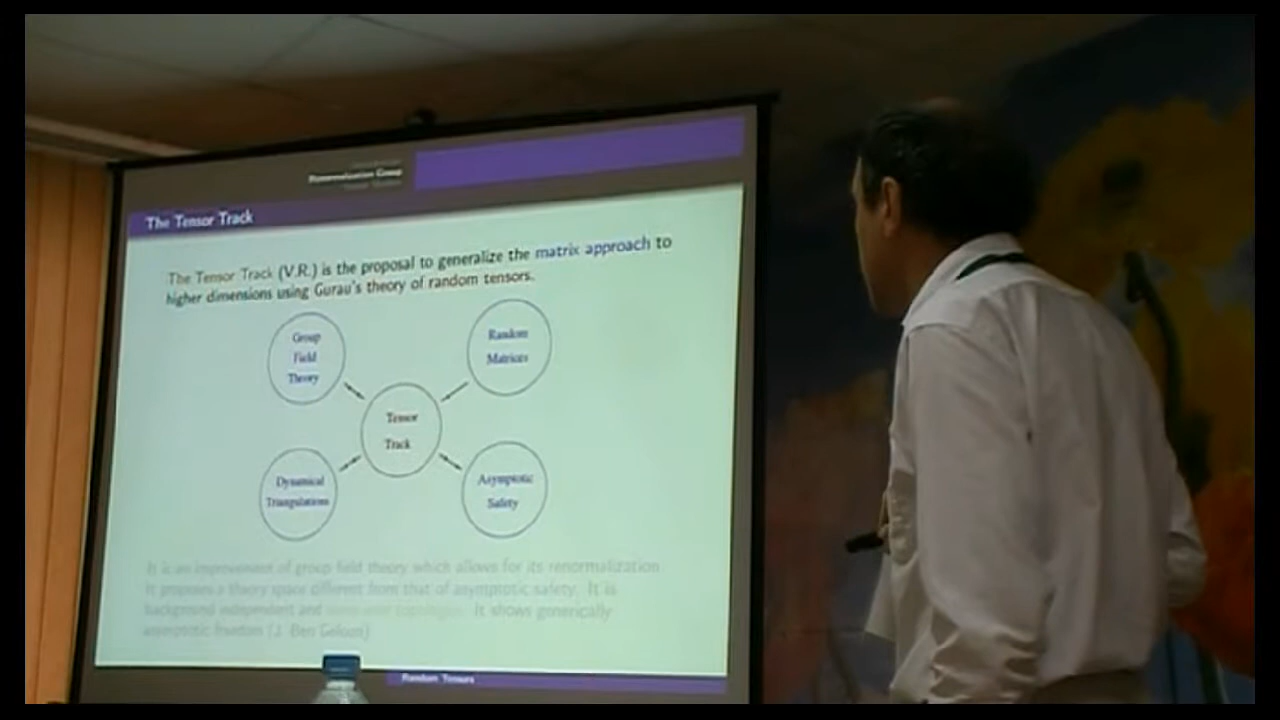 Renormalization Group
The Tensor Track
The Tensor Track (V.R.) is the proposal to generalize the matrix approach to
higher dimensions using Gurau's theory of random tensors.
Group
Field
Theory
Random
Matrices
Tensor
Track
Dynamical
Triangulations
Asymptotic
Safety
It is an improvement of group field theory which allows for its renormalization
It proposes a theory space different from that of asymptotic safety. It is
background independent and It shows generically
asymptotic freedom (J. Ben Geloun)
Random Tensors